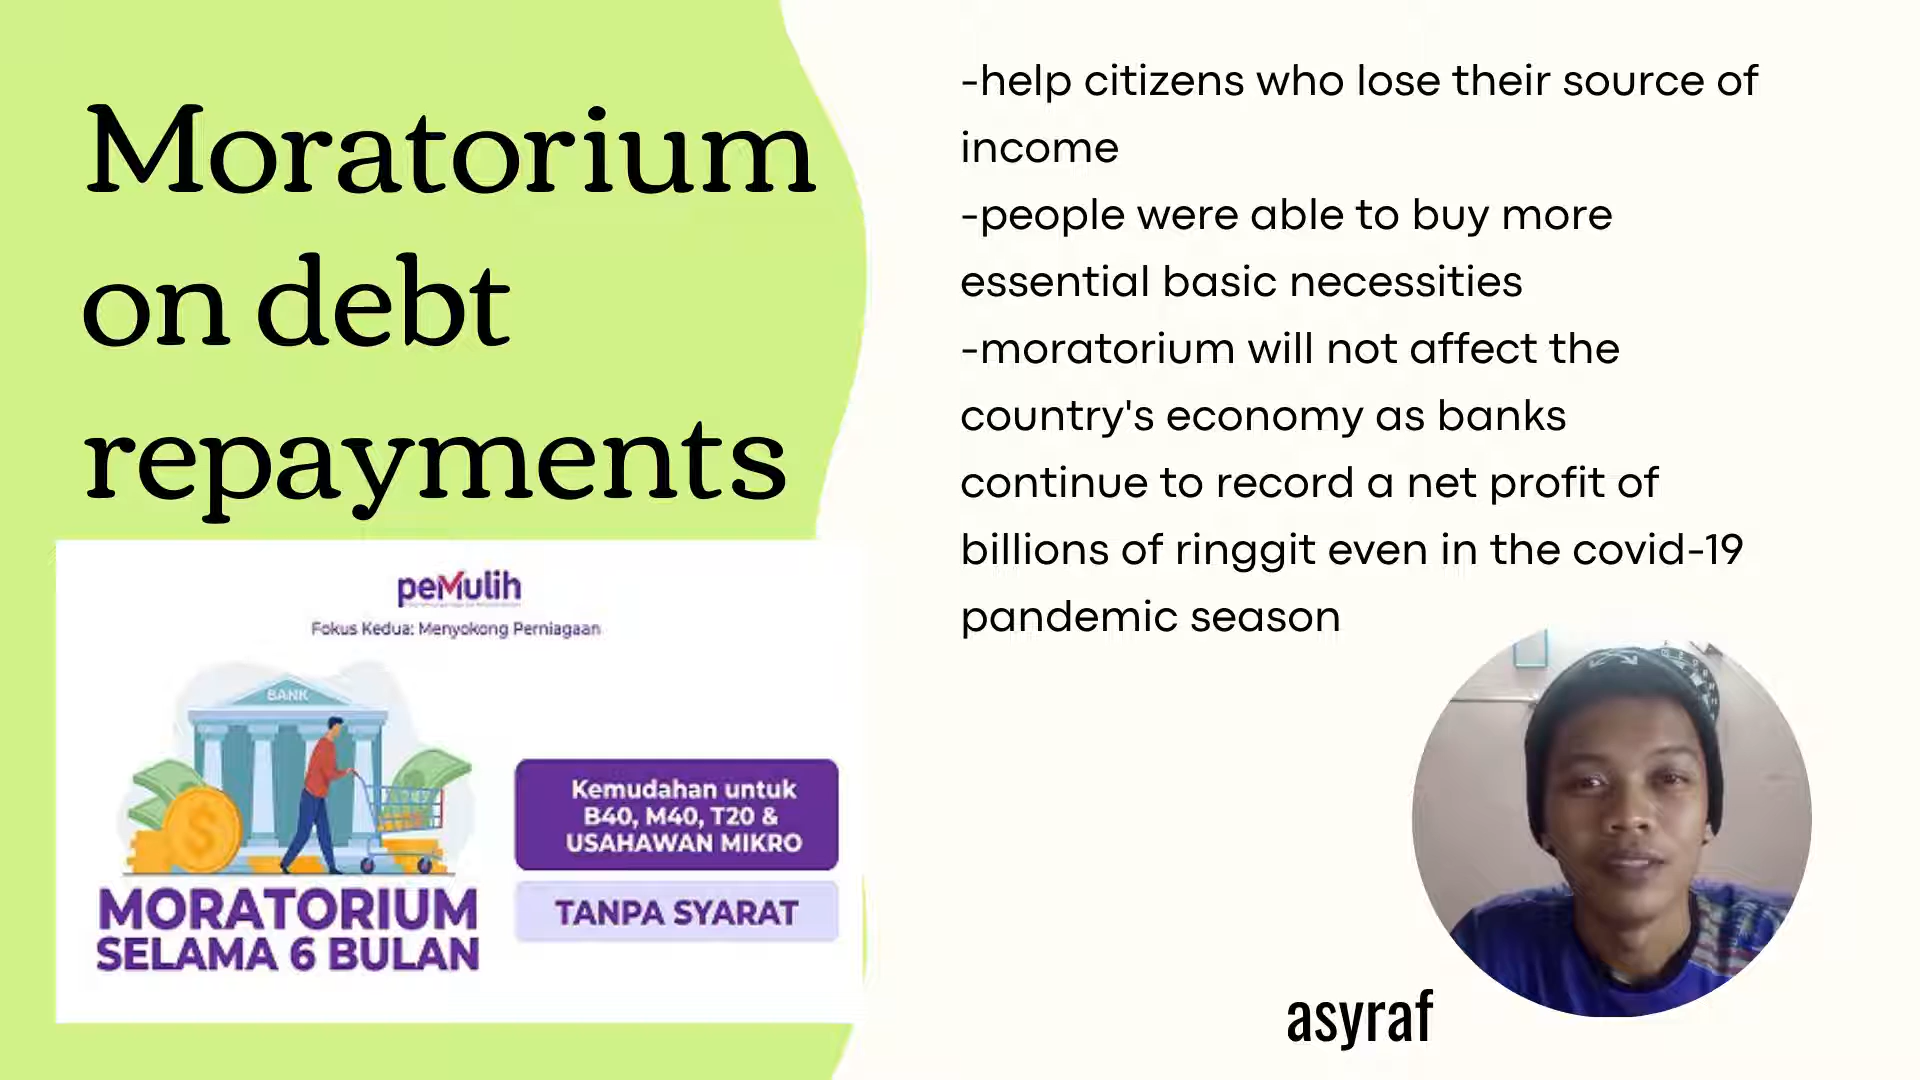 Moratorium
on debt
repayments
peMulih
Fokus Kedua: Menyokong Perniagaan
BANK
Kemudahan untuk
B40, M40, T20 &
USAHAWAN MIKRO
TANPA SYARAT
MORATORIUM
SELAMA 6 BULAN
-help citizens who lose their source of
income
-people were able to buy more
essential basic necessities
-moratorium will not affect the
country's economy as banks
continue to record a net profit of
billions of ringgit even in the covid-19
pandemic season
asyraf